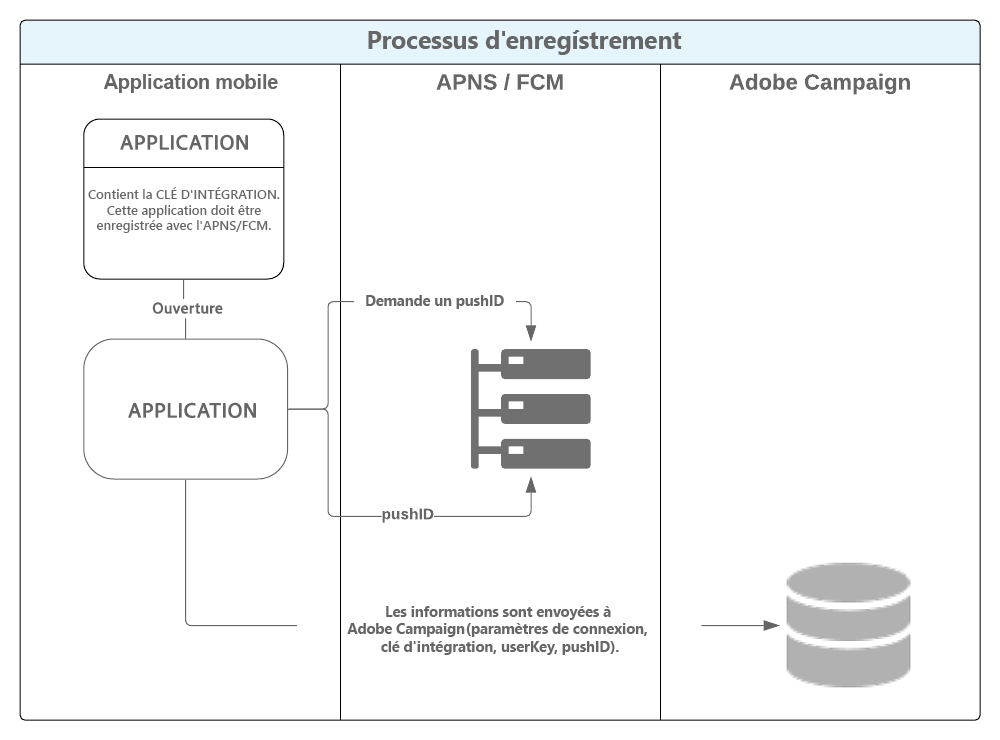 Processus d'enregístrement
Application mobile
APNS / FCM
Adobe Campaign
APPLICATION
Contient la CLÉ D'INTÉGRATION.
Cette application doit être
enregistrée avec l'APNS/FCM.
Ouverture
Demande un pushID
APPLICATION
pushID
Les informations sont envoyées à
Adobe Campaign(paramètres de connexion,
clé d'intégration, userKey, pushID).